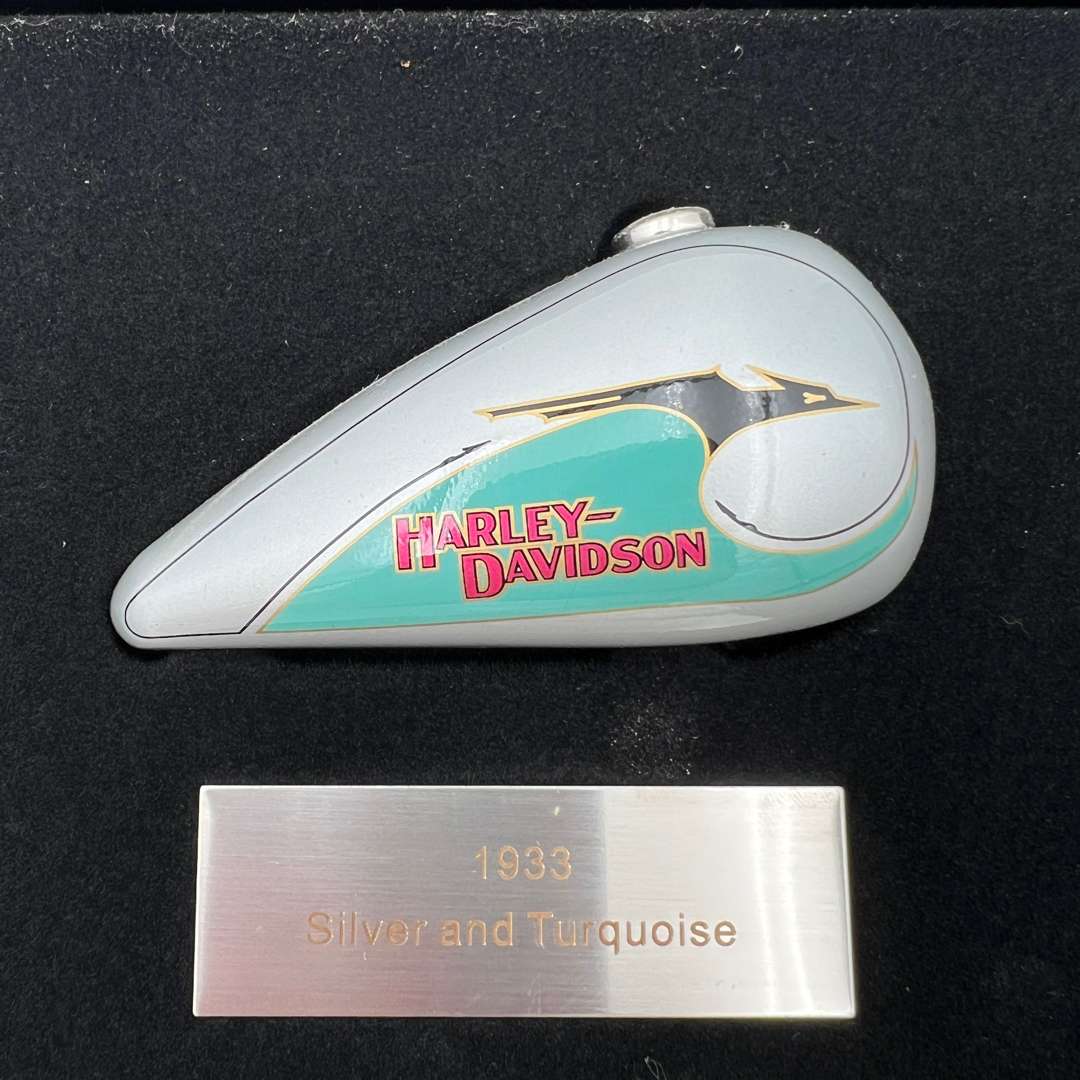 HARLEY-
DAVIDSON
1933
Silver and Turquoise